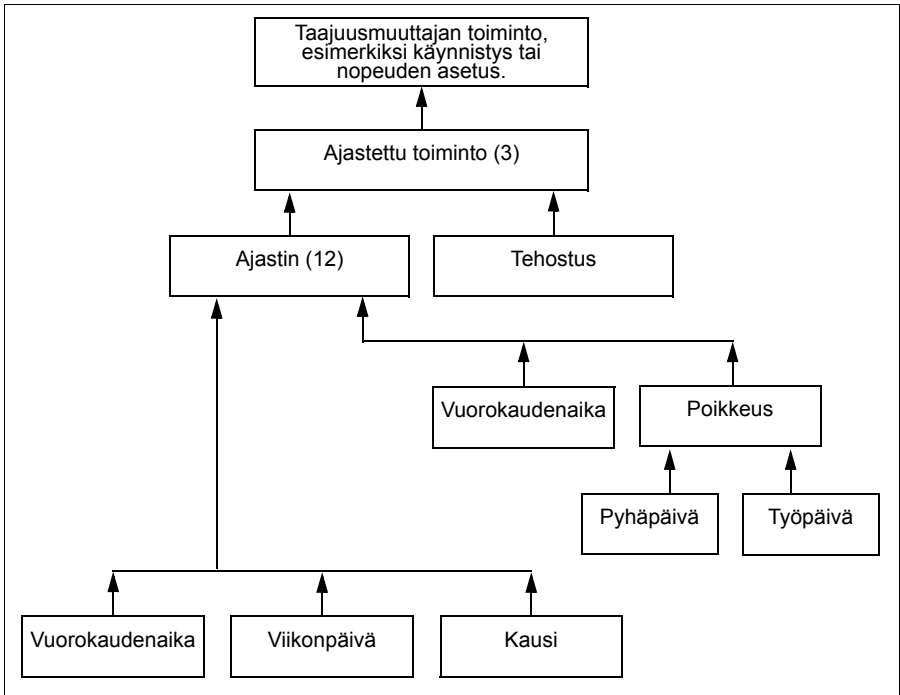 Taajuusmuuttajan toiminto,
esimerkiksi käynnistys tai
nopeuden asetus.
Ajastettu toiminto (3)
Ajastin (12)
Tehostus
Vuorokaudenaika
Poikkeus
Pyhäpäivä
Työpäivä
Vuorokaudenaika
Viikonpäivä
Kausi